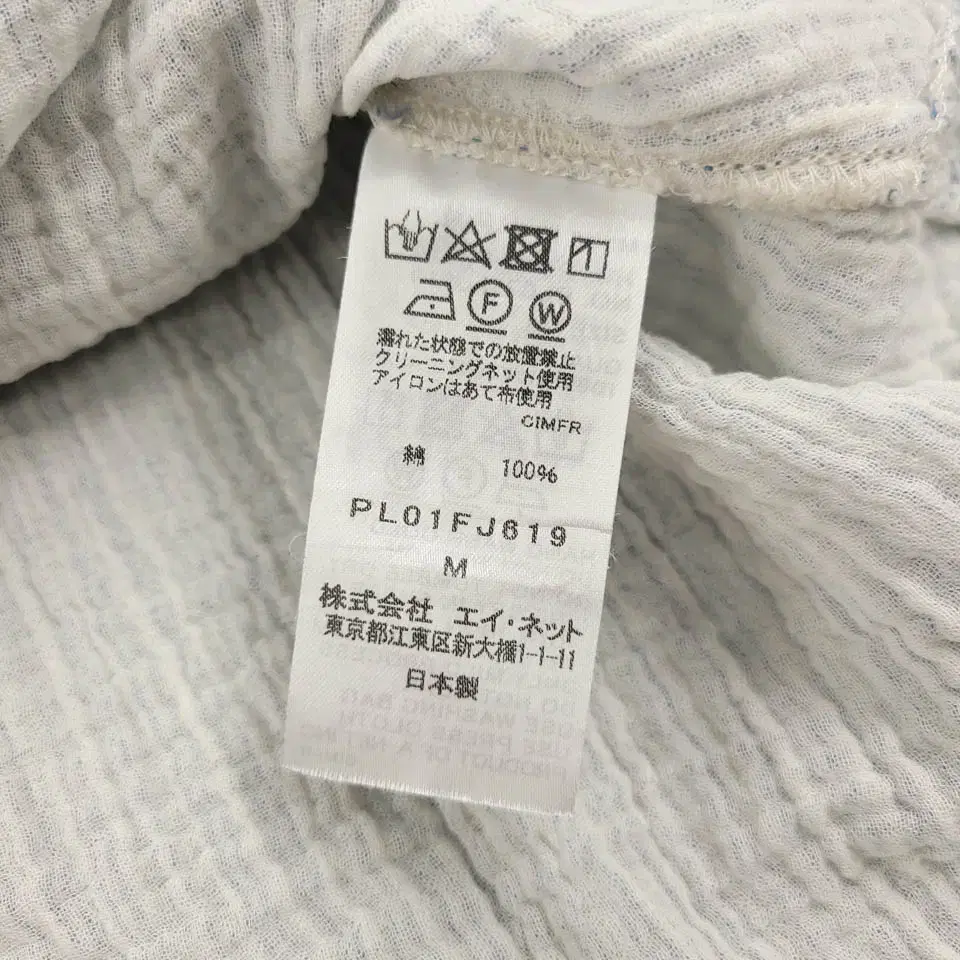 F
W
濡れた状態での放置禁止
クリーニングネット使用
アイロンはあて布使用
CIMFR
綿 100%
PL01FJ619
M
株式会社 エイ・ネット
東京都江東区新大橋1-1-11
日本製